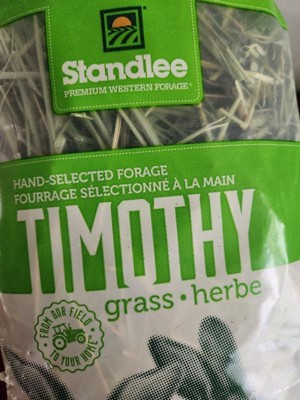 Standlee
PREMIUM WESTERN FORAGE®
HAND-SELECTED FORAGE
FOURRAGE SÉLECTIONNÉ À LA MAIN
TIMOTHY
grass • herbe
FROM OUR FIELD
TO YOUR HOME™